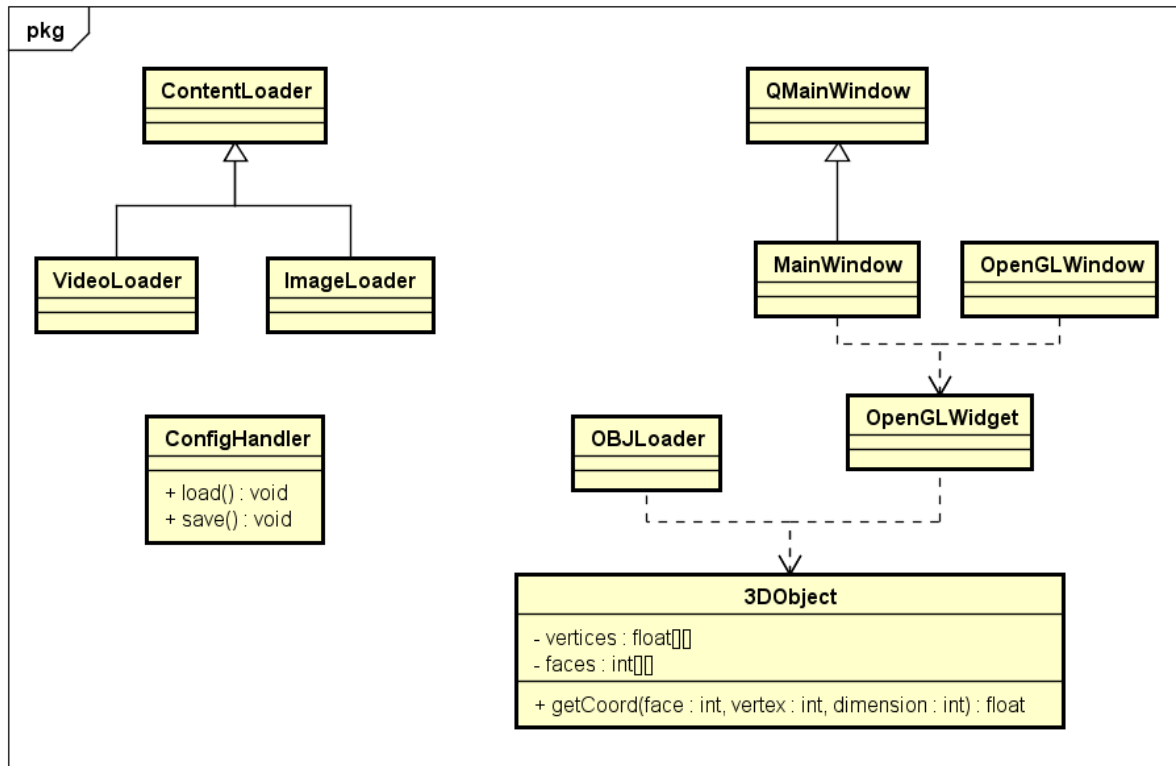 pkg
ContentLoader
QMainWindow
VideoLoader
ImageLoader
MainWindow
OpenGLWindow
ConfigHandler
+ load() : void
+ save() : void
OBJLoader
OpenGLWidget
3DObject
- vertices : float[][]
- faces : int[][]
+ getCoord(face : int, vertex : int, dimension : int) : float